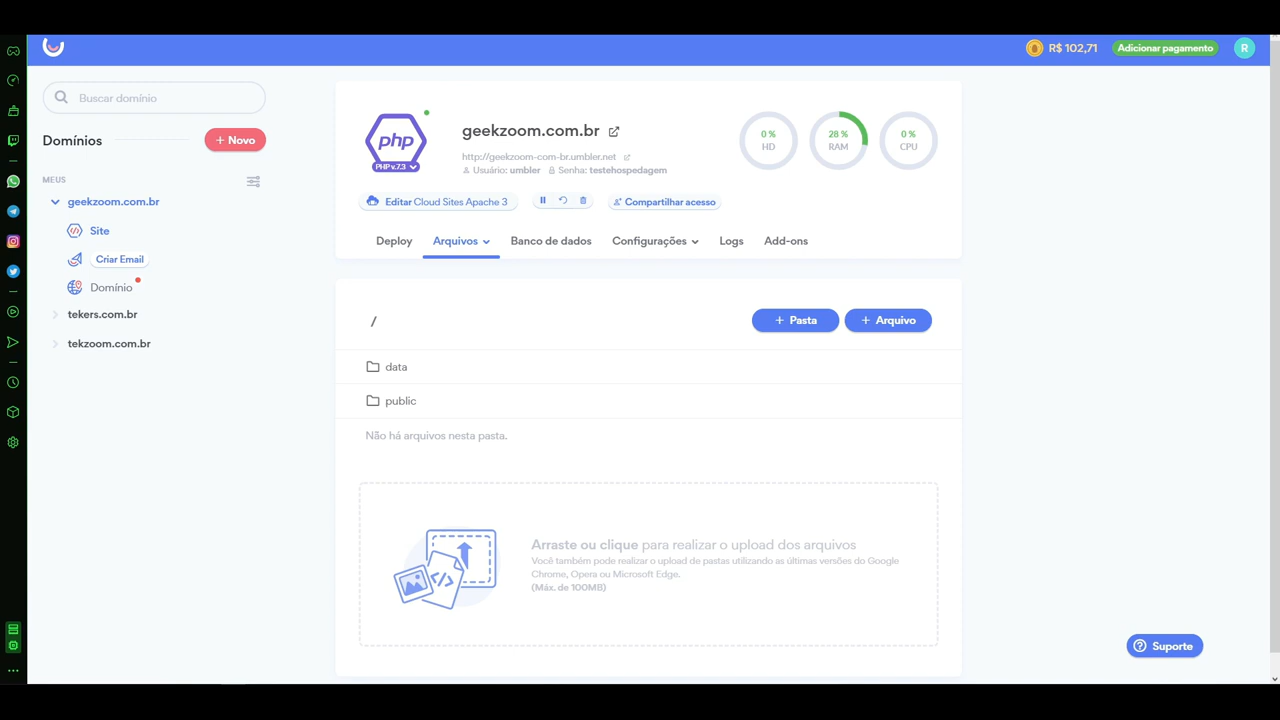 R$ 102,71
Adicionar pagamento
R
Buscar domínio
Domínios
+ Novo
MEUS
geekzoom.com.br
Site
Criar Email
Domínio
tekers.com.br
tekzoom.com.br
php
PHP v.7.3
geekzoom.com.br
http://geekzoom-com-br.umbler.net
Usuário: umbler Senha: testehospedagem
0 %
HD
28 %
RAM
0 %
CPU
Editar Cloud Sites Apache 3
Compartilhar acesso
Deploy Arquivos Banco de dados Configurações Logs Add-ons
/
+ Pasta
+ Arquivo
data
public
Não há arquivos nesta pasta.
Arraste ou clique para realizar o upload dos arquivos
Você também pode realizar o upload de pastas utilizando as últimas versões do Google
Chrome, Opera ou Microsoft Edge.
(Máx. de 100MB)
Suporte